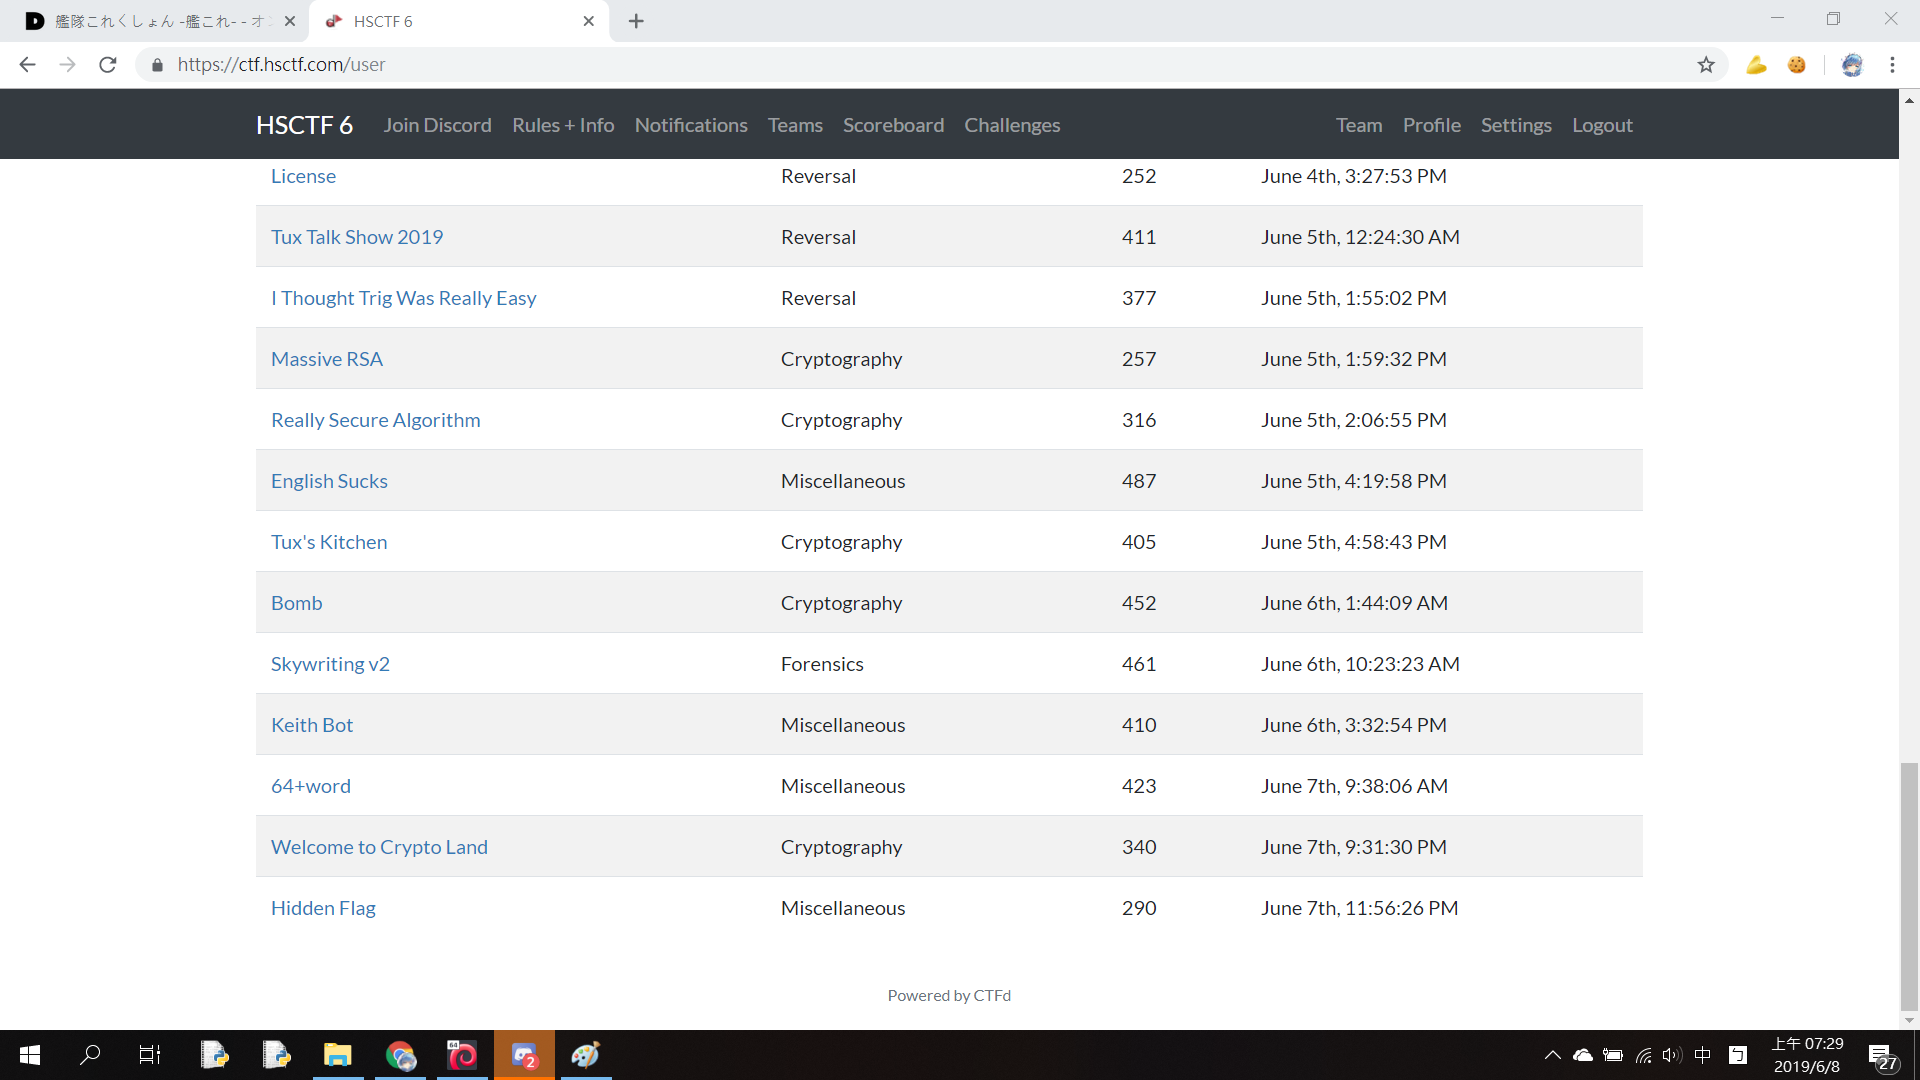 艦隊これくしょん -艦これ- - オン
HSCTF 6
https://ctf.hsctf.com/user
HSCTF 6 Join Discord Rules + Info Notifications Teams Scoreboard Challenges Team Profile Settings Logout
License Reversal 252 June 4th, 3:27:53 PM
Tux Talk Show 2019 Reversal 411 June 5th, 12:24:30 AM
I Thought Trig Was Really Easy Reversal 377 June 5th, 1:55:02 PM
Massive RSA Cryptography 257 June 5th, 1:59:32 PM
Really Secure Algorithm Cryptography 316 June 5th, 2:06:55 PM
English Sucks Miscellaneous 487 June 5th, 4:19:58 PM
Tux's Kitchen Cryptography 405 June 5th, 4:58:43 PM
Bomb Cryptography 452 June 6th, 1:44:09 AM
Skywriting v2 Forensics 461 June 6th, 10:23:23 AM
Keith Bot Miscellaneous 410 June 6th, 3:32:54 PM
64+word Miscellaneous 423 June 7th, 9:38:06 AM
Welcome to Crypto Land Cryptography 340 June 7th, 9:31:30 PM
Hidden Flag Miscellaneous 290 June 7th, 11:56:26 PM
Powered by CTFd
64
2
中
ㄅ
上午 07:29
2019/6/8
27